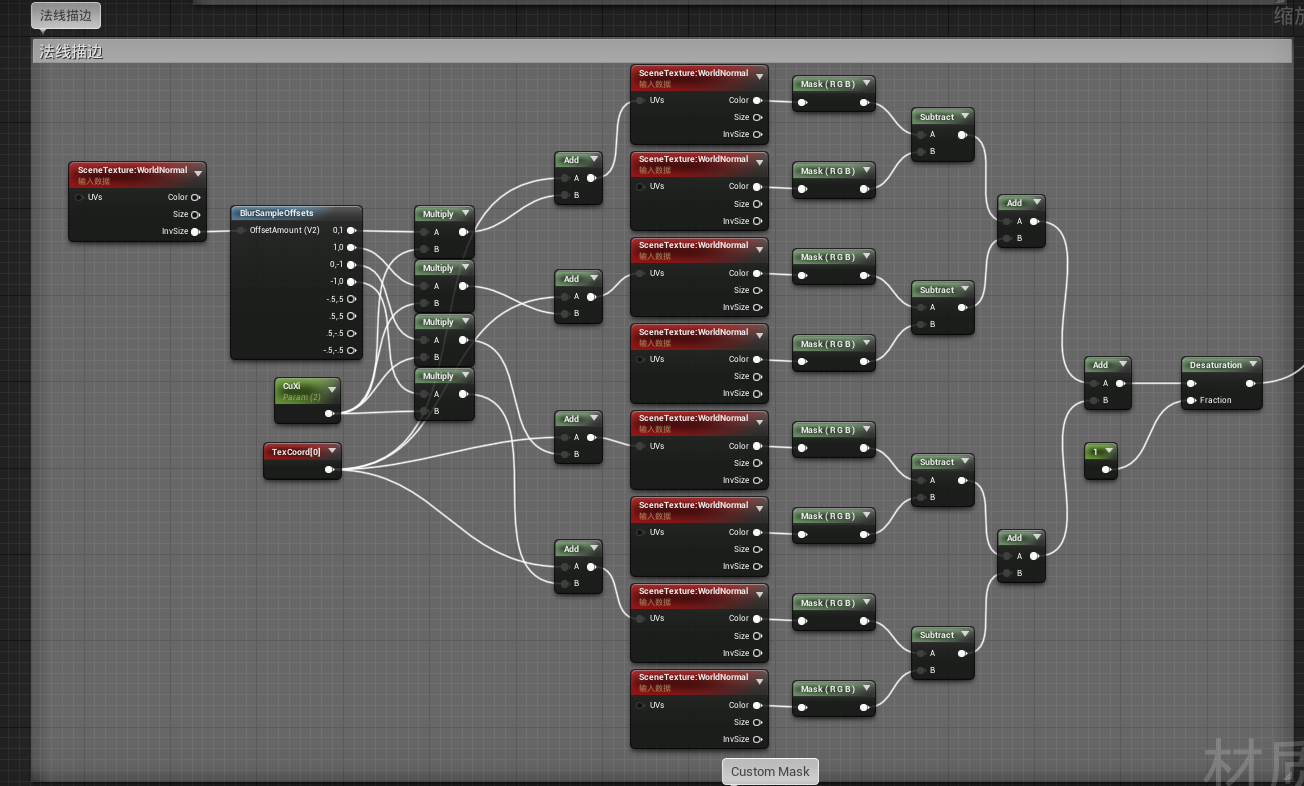 法线描边
缩放
法线描边
SceneTexture:WorldNormal
输入数据
UVs Color
Size
InvSize
BlurSampleOffsets
OffsetAmount (V2) 0,1
1,0
0,-1
-1,0
-.5,5
.5,5
.5,-.5
-.5,-.5
CuXi
Param (2)
TexCoord[0]
Multiply
A
B
Multiply
A
B
Multiply
A
B
Multiply
A
B
Add
A
B
Add
A
B
Add
A
B
Add
A
B
SceneTexture:WorldNormal
输入数据
UVs Color
Size
InvSize
SceneTexture:WorldNormal
输入数据
UVs Color
Size
InvSize
SceneTexture:WorldNormal
输入数据
UVs Color
Size
InvSize
SceneTexture:WorldNormal
输入数据
UVs Color
Size
InvSize
SceneTexture:WorldNormal
输入数据
UVs Color
Size
InvSize
SceneTexture:WorldNormal
输入数据
UVs Color
Size
InvSize
SceneTexture:WorldNormal
输入数据
UVs Color
Size
InvSize
SceneTexture:WorldNormal
输入数据
UVs Color
Size
InvSize
Mask ( R G B )
Mask ( R G B )
Mask ( R G B )
Mask ( R G B )
Mask ( R G B )
Mask ( R G B )
Mask ( R G B )
Mask ( R G B )
Subtract
A
B
Subtract
A
B
Subtract
A
B
Subtract
A
B
Add
A
B
Add
A
B
Add
A
B
Desaturation
Fraction
1
Custom Mask
材质